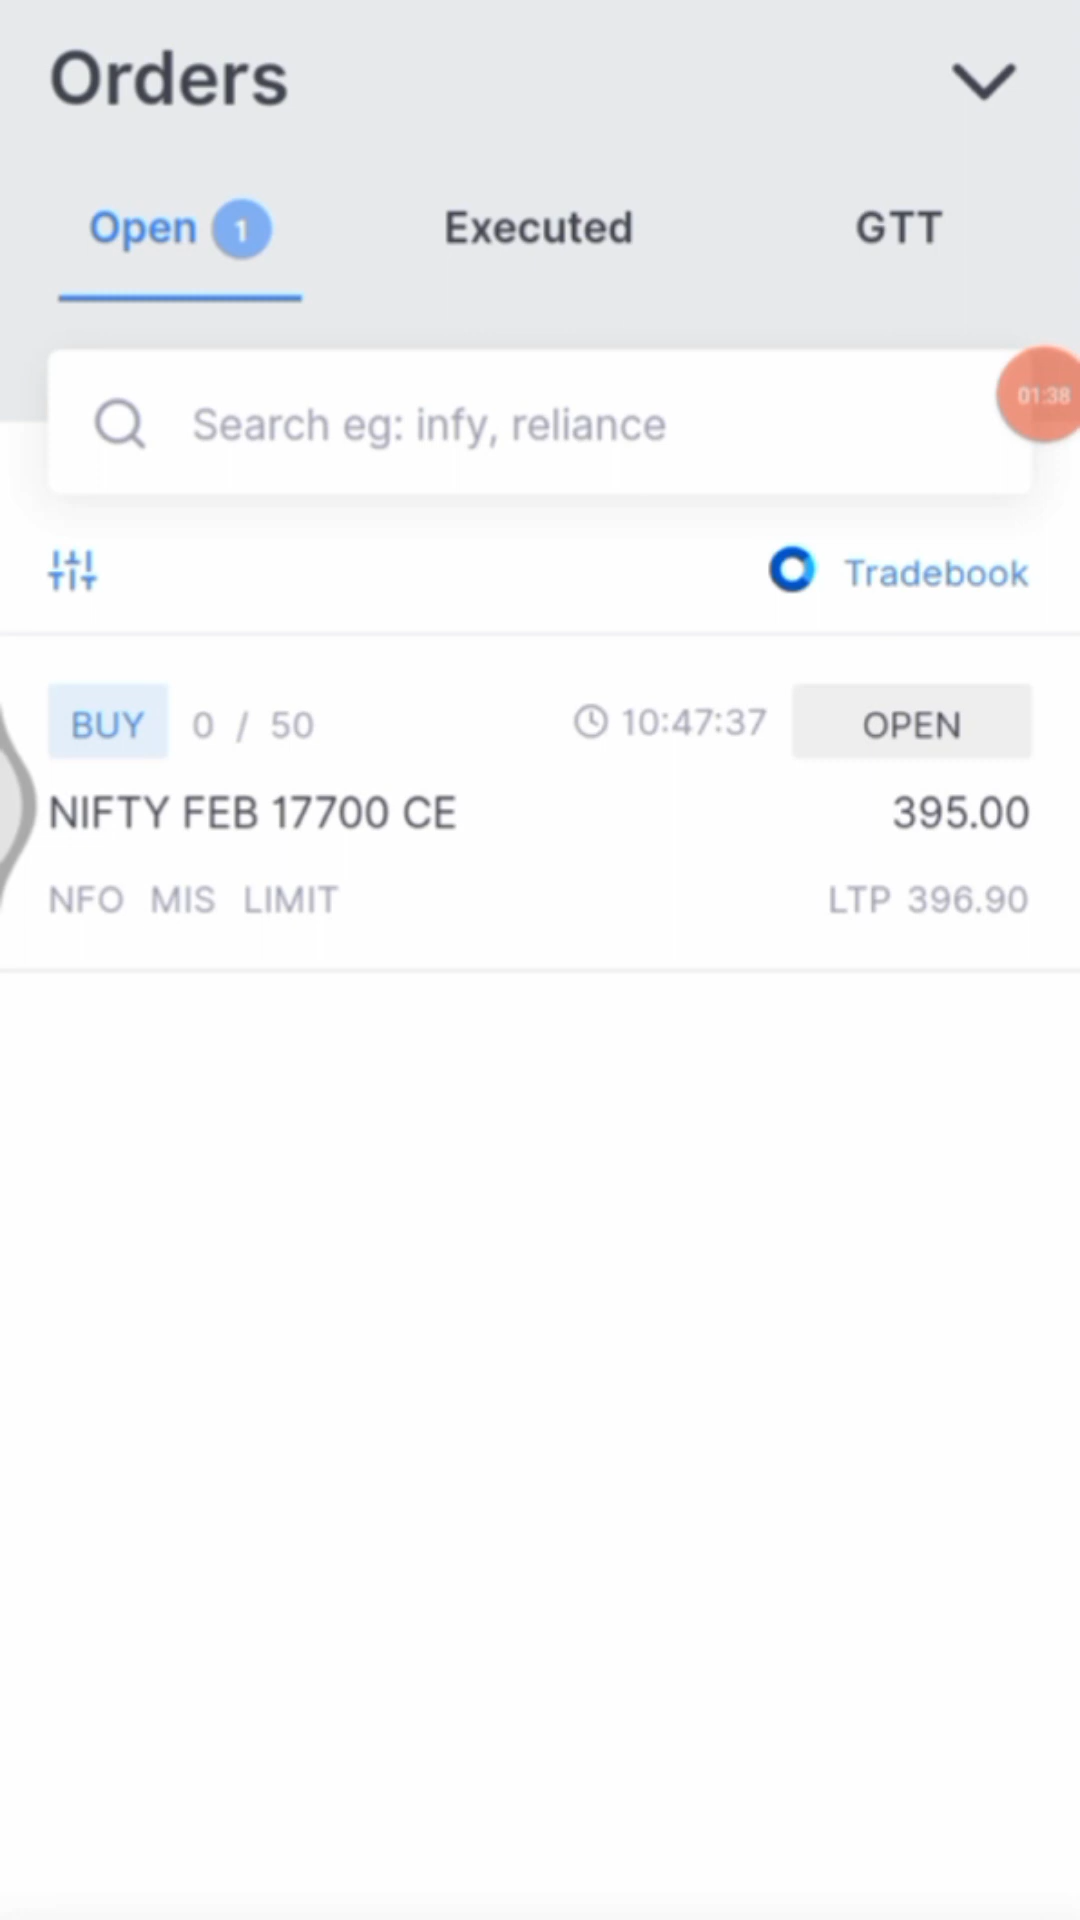 Orders
Open 1 Executed GTT
01:38
Search eg: infy, reliance
Tradebook
BUY 0 / 50 10:47:37 OPEN
NIFTY FEB 17700 CE 395.00
NFO MIS LIMIT LTP 396.90